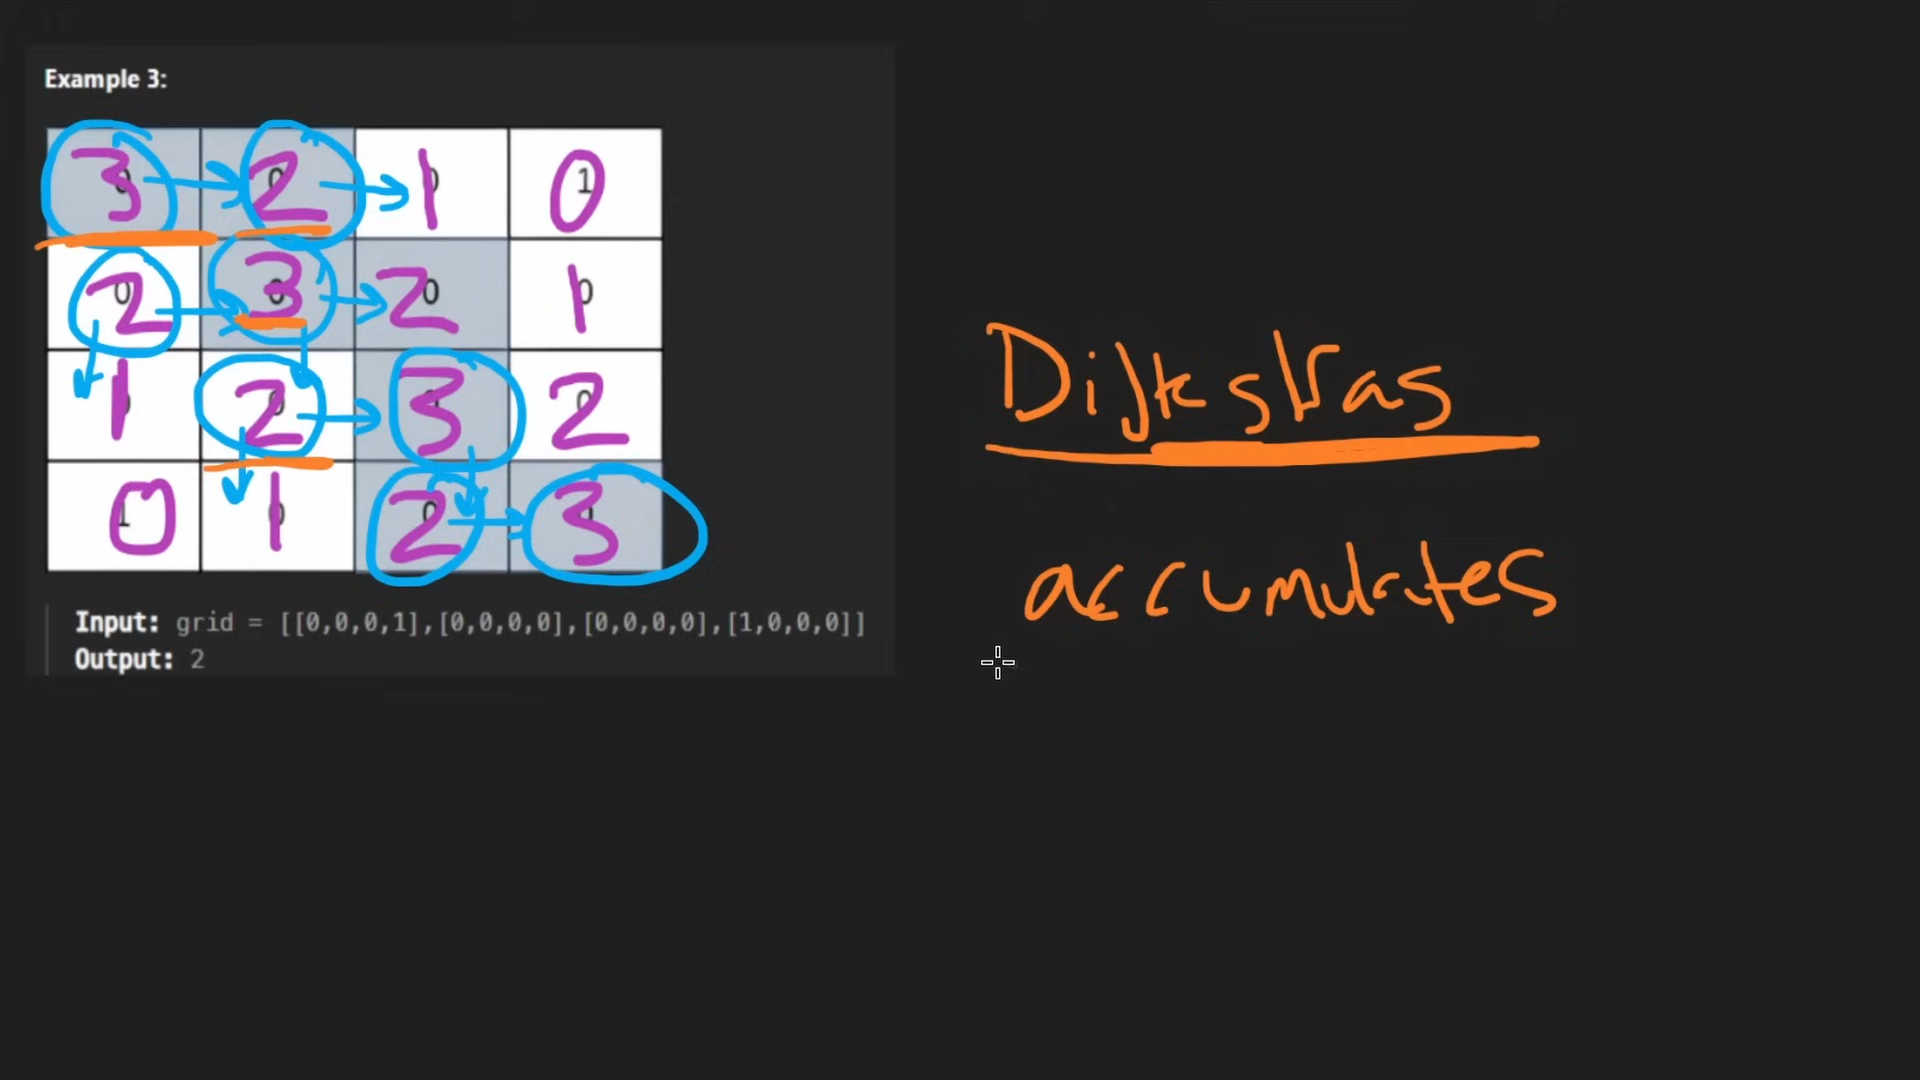 Example 3:
3 2 1 0
2 3 2 1
1 2 3 2
0 1 2 3
Input: grid = [[0,0,0,1],[0,0,0,0],[0,0,0,0],[1,0,0,0]]
Output: 2
Dijkstras
accumulates